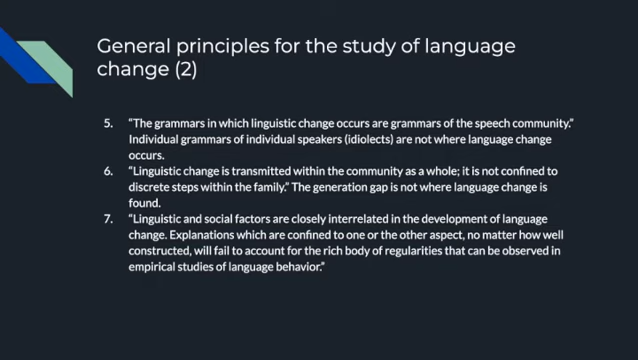 General principles for the study of language
change (2)
5. “The grammars in which linguistic change occurs are grammars of the speech community.”
Individual grammars of individual speakers (idiolects) are not where language change
occurs.
6. “Linguistic change is transmitted within the community as a whole; it is not confined to
discrete steps within the family.” The generation gap is not where language change is
found.
7. “Linguistic and social factors are closely interrelated in the development of language
change. Explanations which are confined to one or the other aspect, no matter how well
constructed, will fail to account for the rich body of regularities that can be observed in
empirical studies of language behavior.”